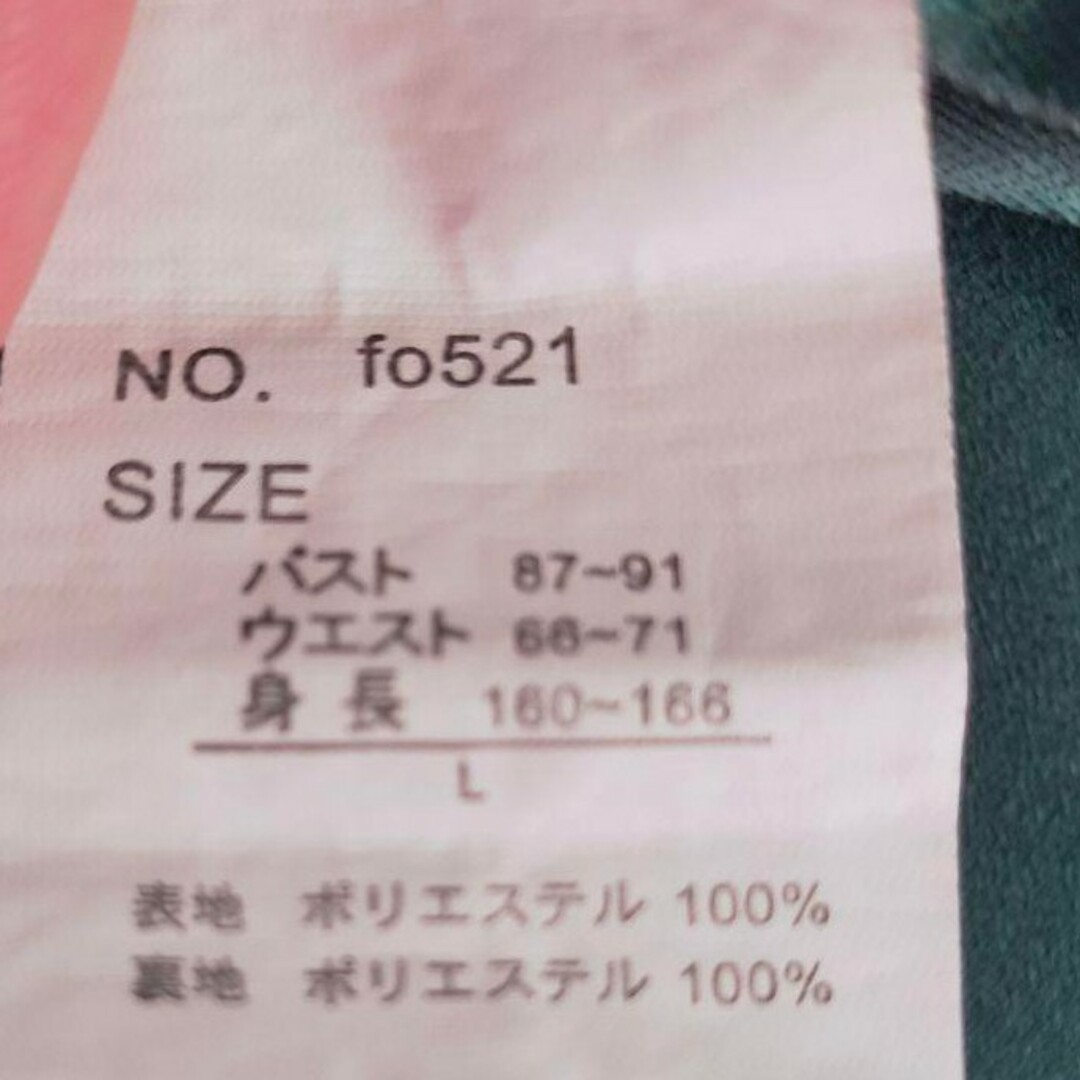 NO. fo521
SIZE
バスト 87~91
ウエスト 68~71
身 長 160~166
L
表地 ポリエステル 100%
裏地 ポリエステル 100%